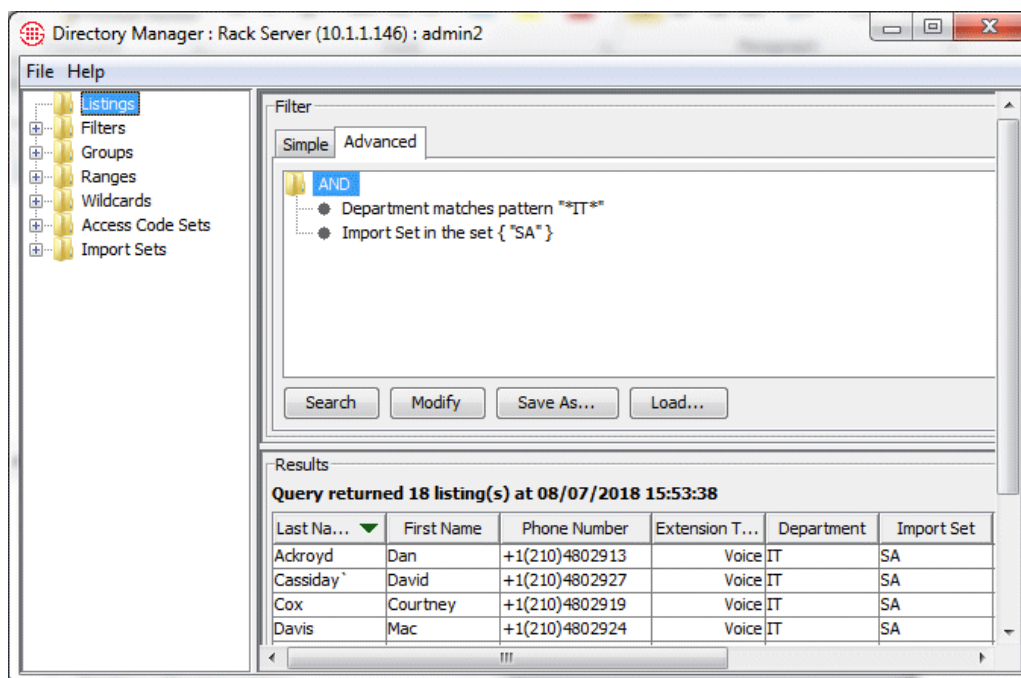 Directory Manager : Rack Server (10.1.1.146) : admin2
File Help
Listings
Filters
Groups
Ranges
Wildcards
Access Code Sets
Import Sets
Filter
Simple Advanced
AND
Department matches pattern "*IT*"
Import Set in the set { "SA" }
Search Modify Save As... Load...
Results
Query returned 18 listing(s) at 08/07/2018 15:53:38
Last Na... First Name Phone Number Extension T... Department Import Set
Ackroyd Dan +1(210)4802913 Voice IT SA
Cassiday` David +1(210)4802927 Voice IT SA
Cox Courtney +1(210)4802919 Voice IT SA
Davis Mac +1(210)4802924 Voice IT SA